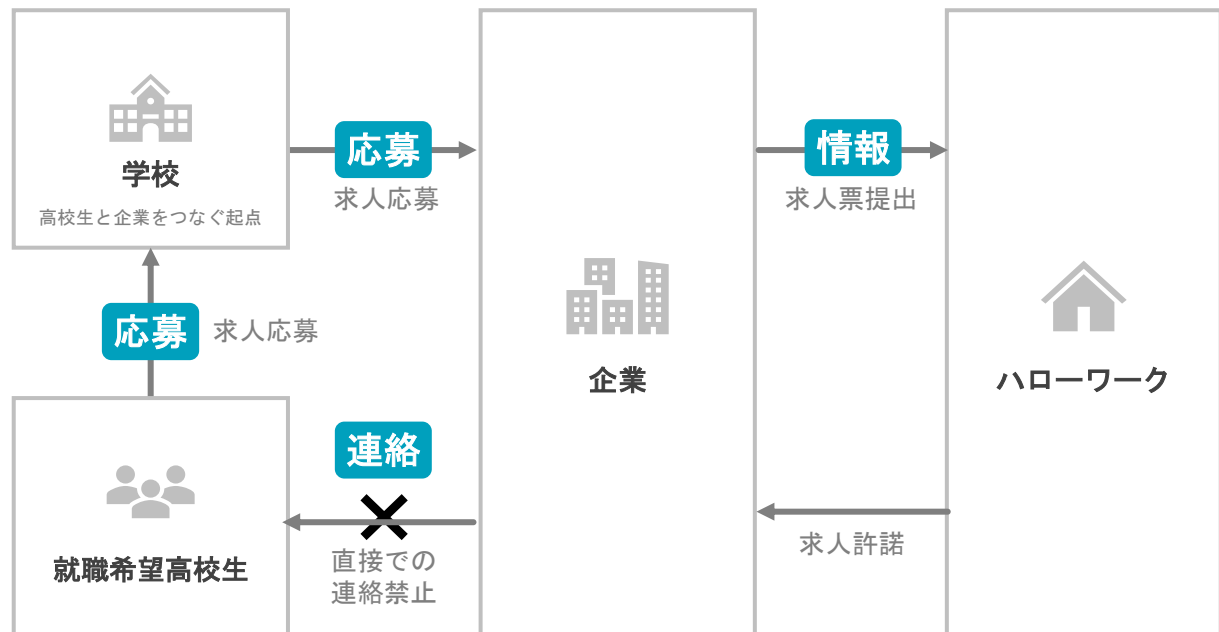 学校
高校生と企業をつなぐ起点
応募
求人応募
応募
求人応募
就職希望高校生
連絡
直接での
連絡禁止
企業
情報
求人票提出
求人許諾
ハローワーク